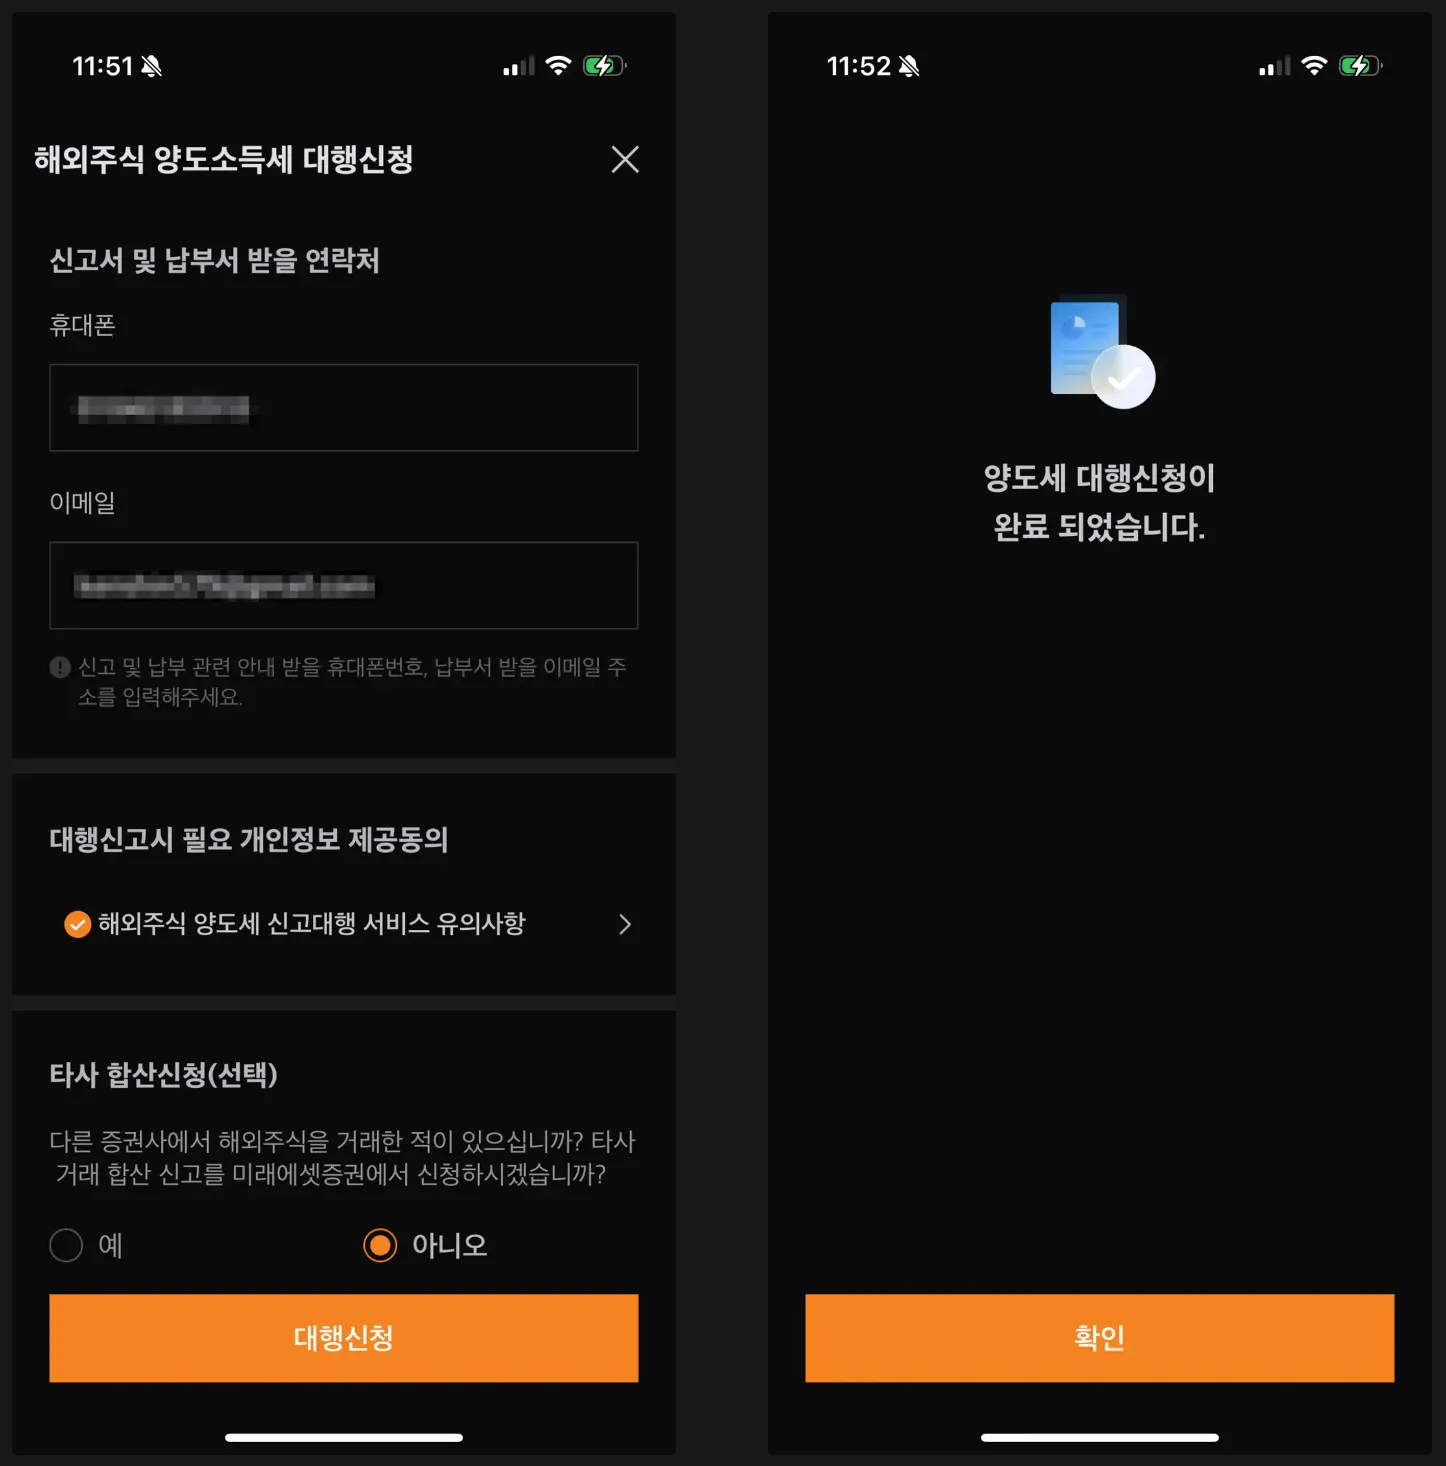 11:51
해외주식 양도소득세 대행신청
신고서 및 납부서 받을 연락처
휴대폰
이메일
신고 및 납부 관련 안내 받을 휴대폰번호, 납부서 받을 이메일 주
소를 입력해주세요.
대행신고시 필요 개인정보 제공동의
해외주식 양도세 신고대행 서비스 유의사항
타사 합산신청(선택)
다른 증권사에서 해외주식을 거래한 적이 있으십니까? 타사
거래 합산 신고를 미래에셋증권에서 신청하시겠습니까?
예
아니오
대행신청
11:52
양도세 대행신청이
완료 되었습니다.
확인